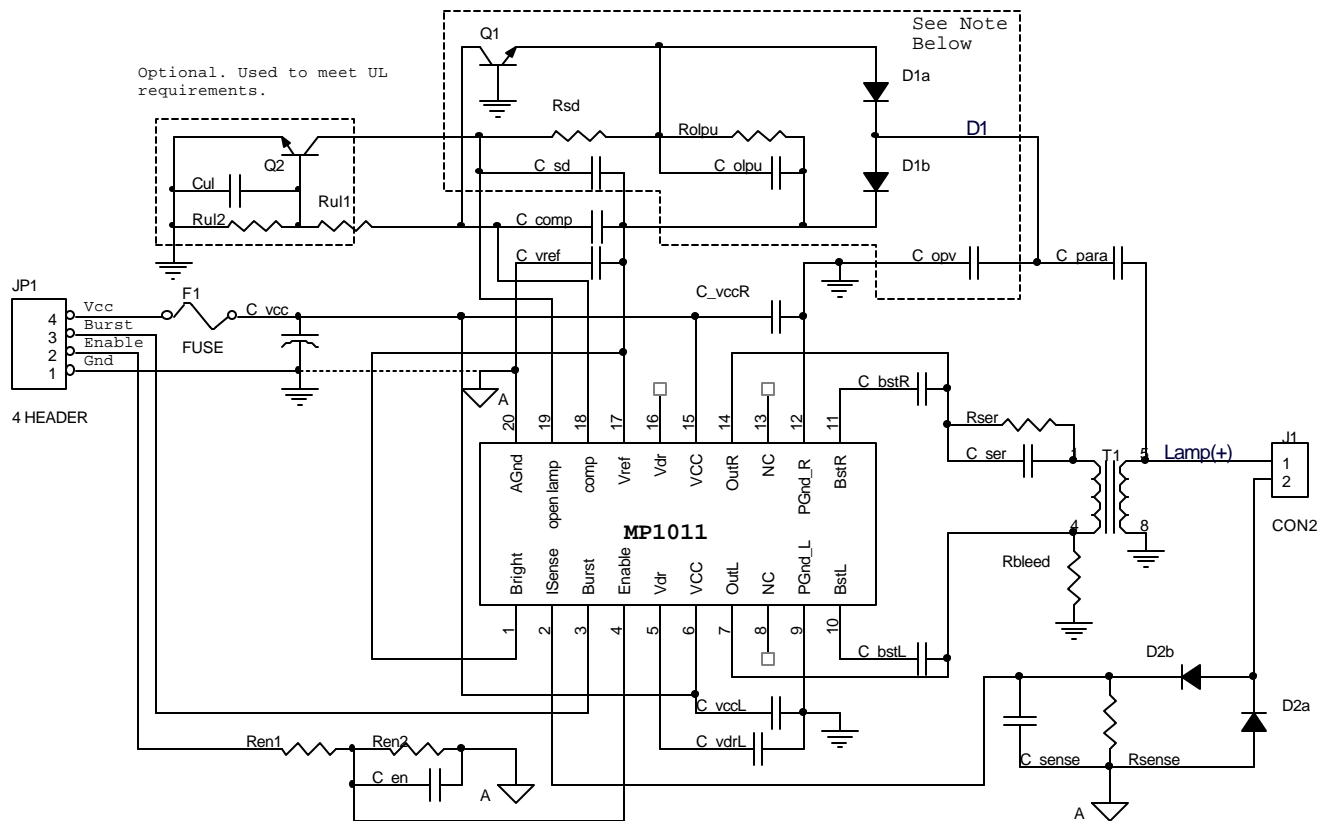 See Note
Below
Q1
D1a
Optional. Used to meet UL
requirements.
Rsd
Rolpu
D1
Q2
C_sd
C_olpu
D1b
Cul
Rul1
Rul2
C_comp
C_vref
C_opv
C_para
JP1
Vcc
F1
C_vcc
C_vccR
4
Burst
3
FUSE
Enable
2
Gnd
1
A
C_bstR
4 HEADER
20
19
18
17
16
15
14
13
12
11
Rser
C_ser
1
T1
5
Lamp(+)
J1
1
2
AGnd
open lamp
comp
Vref
Vdr
VCC
OutR
NC
PGnd_R
BstR
MP1011
4
8
CON2
Bright
ISense
Burst
Enable
Vdr
VCC
OutL
NC
PGnd_L
BstL
Rbleed
1
2
3
4
5
6
7
8
9
10
C_bstL
D2b
C_vccL
D2a
Ren1
Ren2
C_vdrL
C_sense
Rsense
C_en
A
A